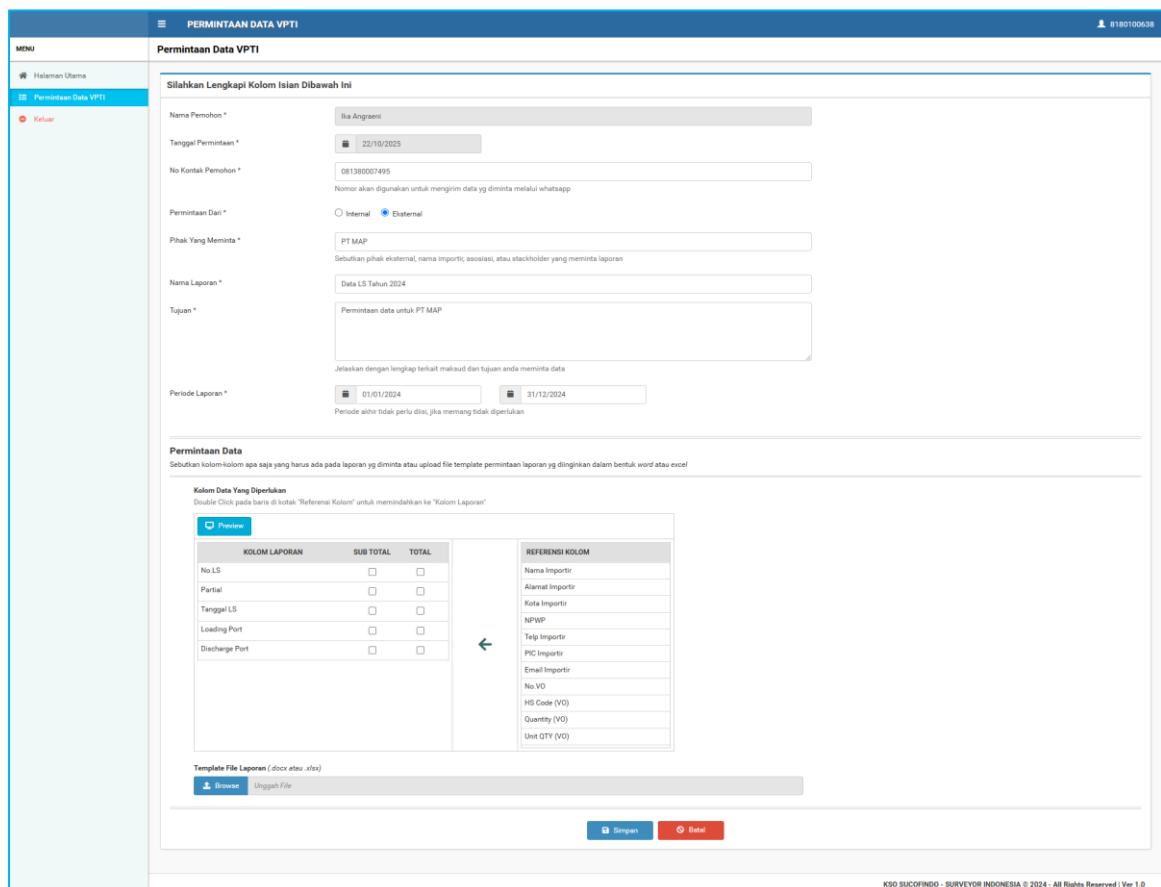 PERMINTAAN DATA VPTI
8180100638
MENU
Permintaan Data VPTI
Halaman Utama
Permintaan Data VPTI
Keluar
Silahkan Lengkapi Kolom Isian Dibawah Ini
Nama Pemohon *
Ika Angraeni
Tanggal Permintaan *
22/10/2025
No Kontak Pemohon *
081380007495
Nomor akan digunakan untuk mengirim data yg diminta melalui whatsapp
Permintaan Dari *
Internal Eksternal
Pihak Yang Meminta *
PT MAP
Sebutkan pihak eksternal, nama importir, asosiasi, atau stackholder yang meminta laporan
Nama Laporan *
Data LS Tahun 2024
Tujuan *
Permintaan data untuk PT MAP
Jelaskan dengan lengkap terkait maksud dan tujuan anda meminta data
Periode Laporan *
01/01/2024 31/12/2024
Periode akhir tidak perlu diisi, jika memang tidak diperlukan
Permintaan Data
Sebutkan kolom-kolom apa saja yang harus ada pada laporan yg diminta atau upload file template permintaan laporan yg diinginkan dalam bentuk word atau excel
Kolom Data Yang Diperlukan
Double Click pada baris di kotak "Referensi Kolom" untuk memindahkan ke "Kolom Laporan"
Preview
KOLOM LAPORAN SUB TOTAL TOTAL
No.LS
Partial
Tanggal LS
Loading Port
Discharge Port
REFERENSI KOLOM
Nama Importir
Alamat Importir
Kota Importir
NPWP
Telp Importir
PIC Importir
Email Importir
No.VO
HS Code (VO)
Quantity (VO)
Unit QTY (VO)
Template File Laporan (.docx atau .xlsx)
Browse Unggah File
Simpan Batal
KSO SUCOFINDO - SURVEYOR INDONESIA © 2024 - All Rights Reserved | Ver 1.0